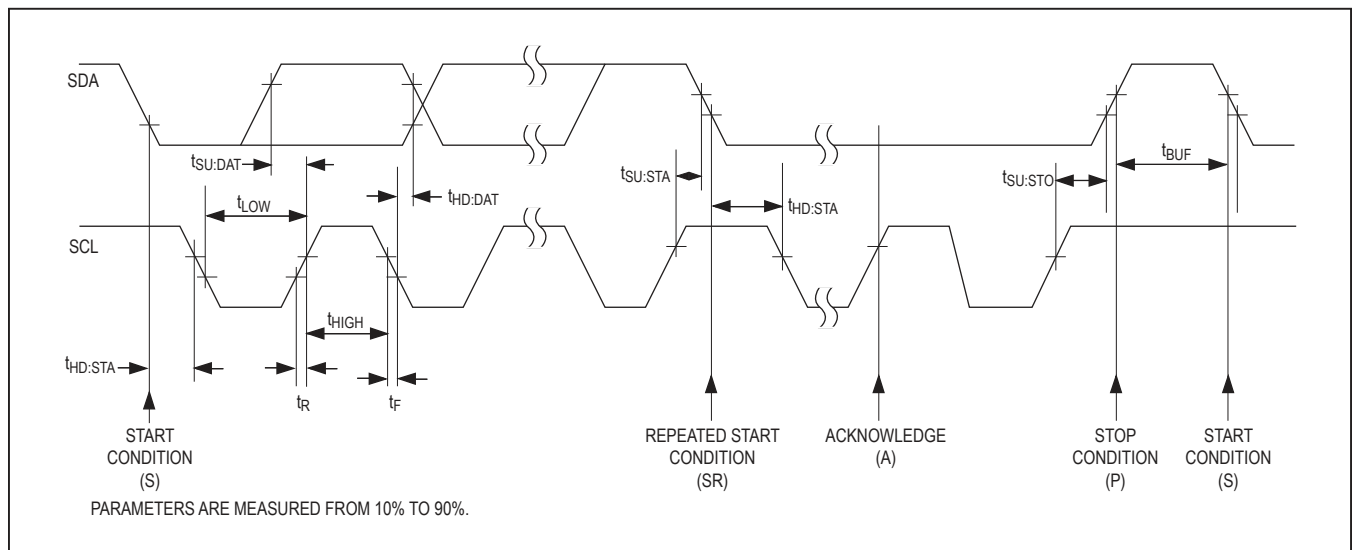 SDA
tSU:DAT
tLOW
tHD:DAT
tSU:STA
tHD:STA
tSU:STO
tBUF
SCL
tHIGH
tHD:STA
tR
tF
START
CONDITION
(S)
REPEATED START
CONDITION
(SR)
ACKNOWLEDGE
(A)
STOP
CONDITION
(P)
START
CONDITION
(S)
PARAMETERS ARE MEASURED FROM 10% TO 90%.